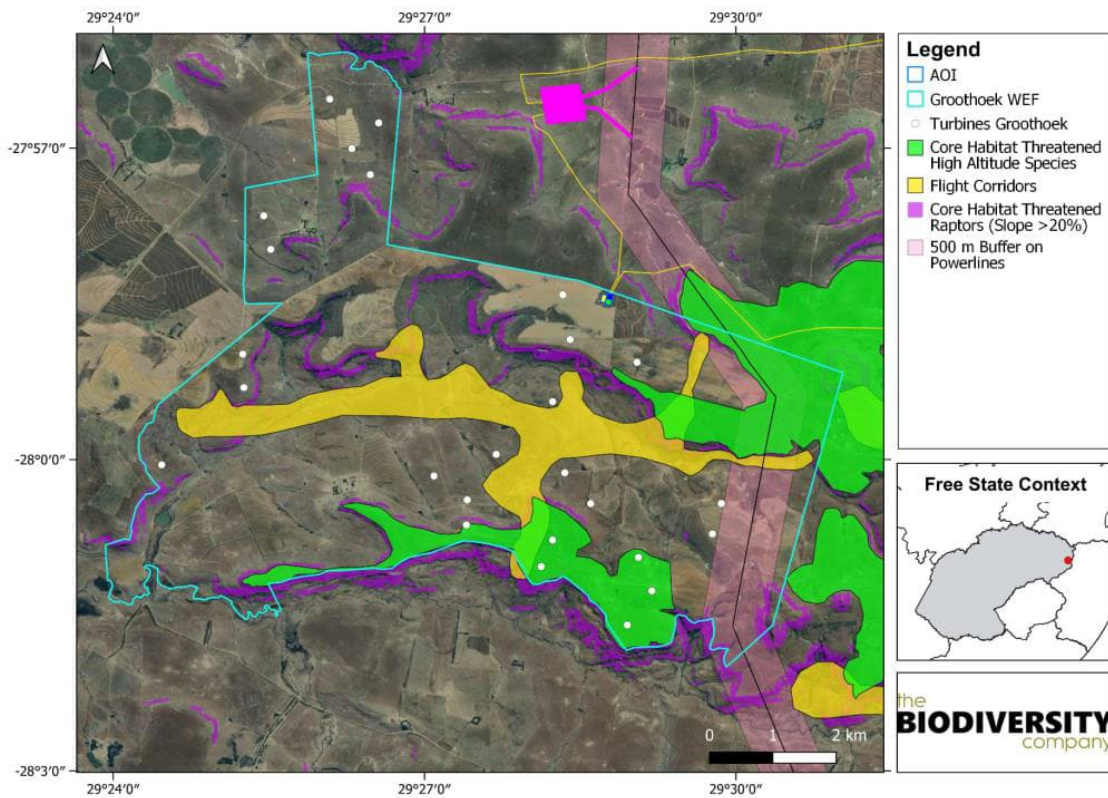 29°24′0″ 29°27′0″ 29°30′0″
-27°57′0″
-28°0′0″
-28°3′0″
0 1 2 km
29°24′0″ 29°27′0″ 29°30′0″
Legend
AOI
Groothoek WEF
Turbines Groothoek
Core Habitat Threatened
High Altitude Species
Flight Corridors
Core Habitat Threatened
Raptors (Slope >20%)
500 m Buffer on
Powerlines
Free State Context
the
BIODIVERSITY
company